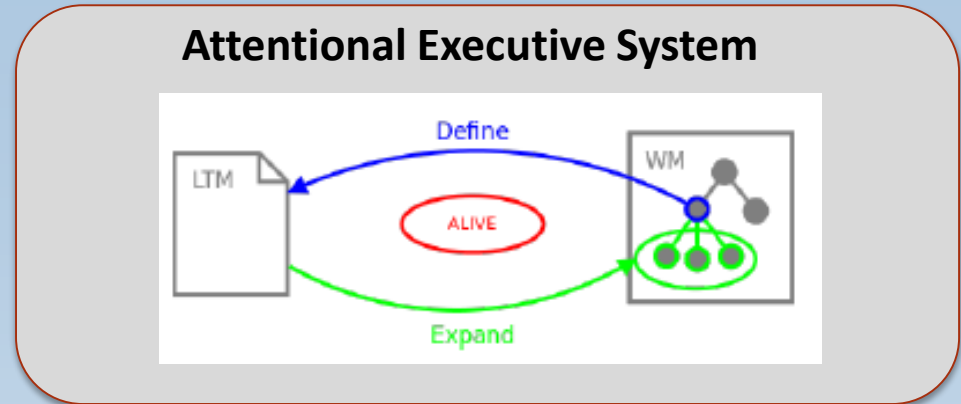 Attentional Executive System
Define
LTM
WM
ALIVE
Expand